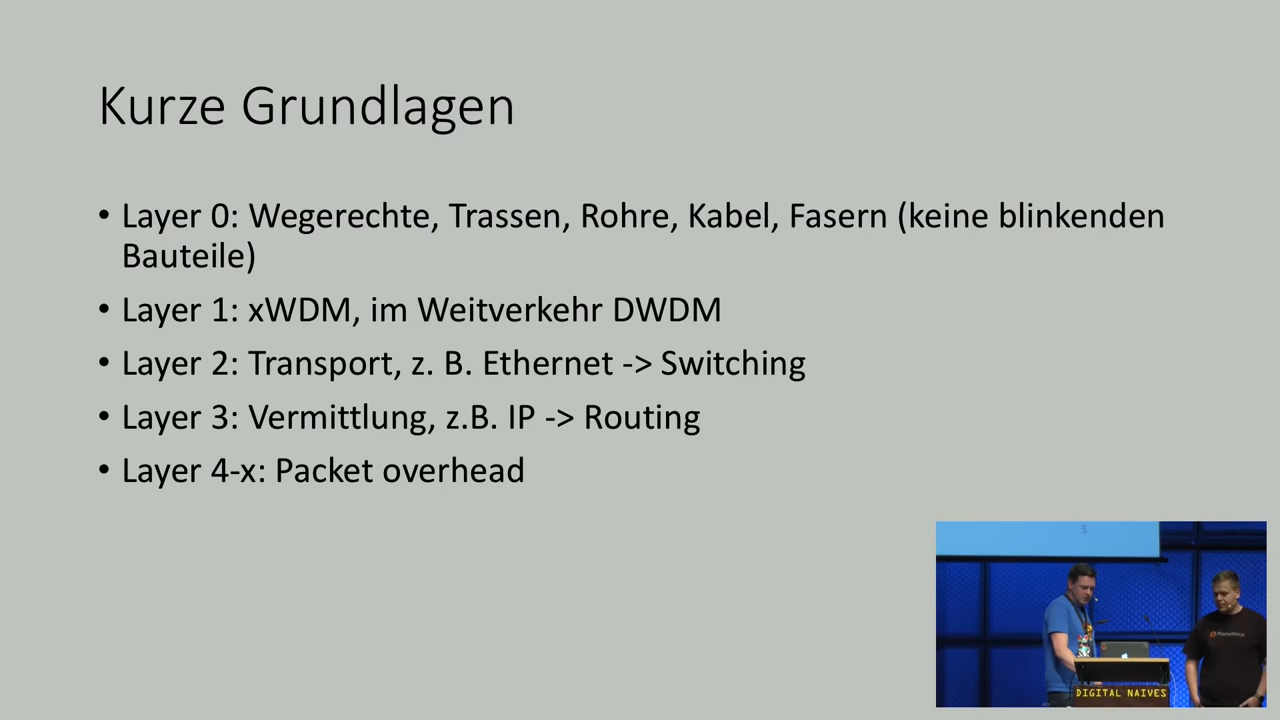 Kurze Grundlagen
• Layer 0: Wegerechte, Trassen, Rohre, Kabel, Fasern (keine blinkenden
Bauteile)
• Layer 1: xWDM, im Weitverkehr DWDM
• Layer 2: Transport, z. B. Ethernet -> Switching
• Layer 3: Vermittlung, z.B. IP -> Routing
• Layer 4-x: Packet overhead
5
DIGITAL NAIVES